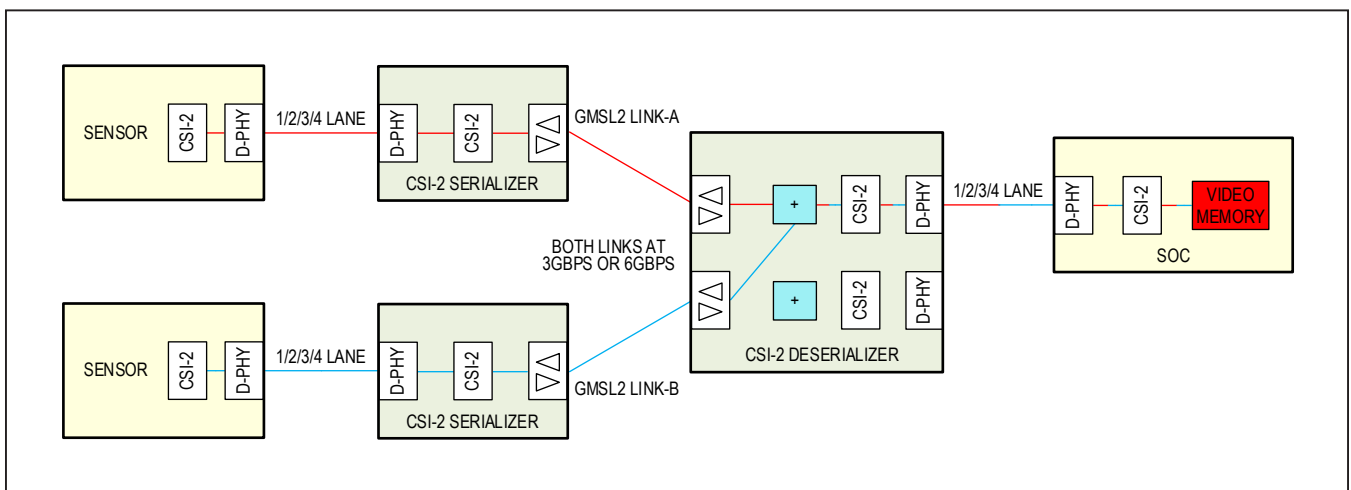 SENSOR
CSI-2
D-PHY
1/2/3/4 LANE
D-PHY
CSI-2
CSI-2 SERIALIZER
GMSL2 LINK-A
SENSOR
CSI-2
D-PHY
1/2/3/4 LANE
D-PHY
CSI-2
CSI-2 SERIALIZER
GMSL2 LINK-B
BOTH LINKS AT
3GBPS OR 6GBPS
+
CSI-2
D-PHY
+
CSI-2
D-PHY
CSI-2 DESERIALIZER
1/2/3/4 LANE
D-PHY
CSI-2
VIDEO
MEMORY
SOC